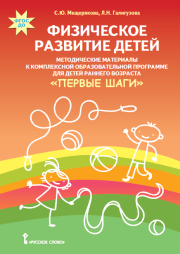 ФГОС
ДО
С.Ю. Мещерякова, Л.Н. Галигузова
ФИЗИЧЕСКОЕ
РАЗВИТИЕ ДЕТЕЙ
МЕТОДИЧЕСКИЕ МАТЕРИАЛЫ
К КОМПЛЕКСНОЙ ОБРАЗОВАТЕЛЬНОЙ ПРОГРАММЕ
ДЛЯ ДЕТЕЙ РАННЕГО ВОЗРАСТА
«ПЕРВЫЕ ШАГИ»
«РУССКОЕ СЛОВО»